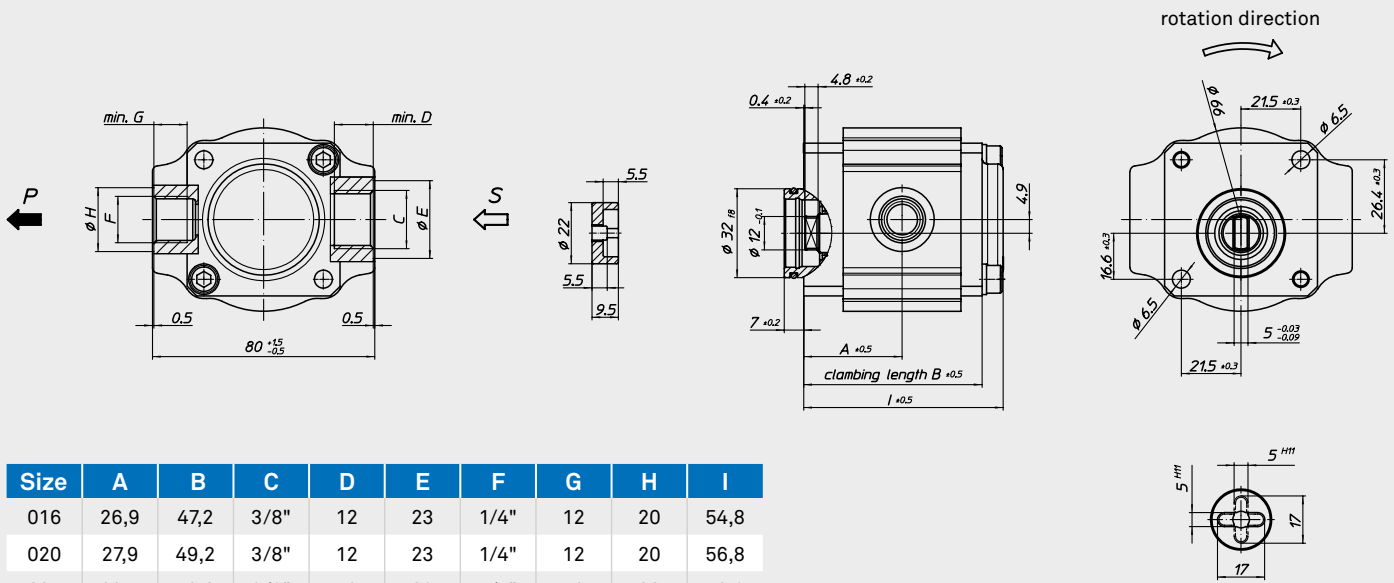 rotation direction
min. G
min. D
P
S
Ø H
F
C
Ø E
0.5
0.5
80 +1.5 -0.5
5.5
Ø 22
5.5
9.5
4.8 ±0.2
0.4 ±0.2
Ø 32 f8
Ø 12 -0.1
4.9
7 ±0.2
A ±0.5
clambing length B ±0.5
I ±0.5
Ø 66
21.5 ±0.3
Ø 6.5
26.4 ±0.3
16.6 ±0.3
Ø 6.5
5 -0.03 -0.09
21.5 ±0.3
5 H11
5 H11
17
17
Size A B C D E F G H I
016 26,9 47,2 3/8" 12 23 1/4" 12 20 54,8
020 27,9 49,2 3/8" 12 23 1/4" 12 20 56,8